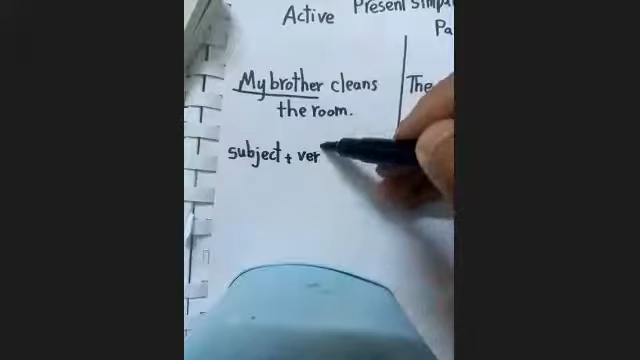 Present Simp
Active
Pa
My brother cleans The
the room.
subject + ver